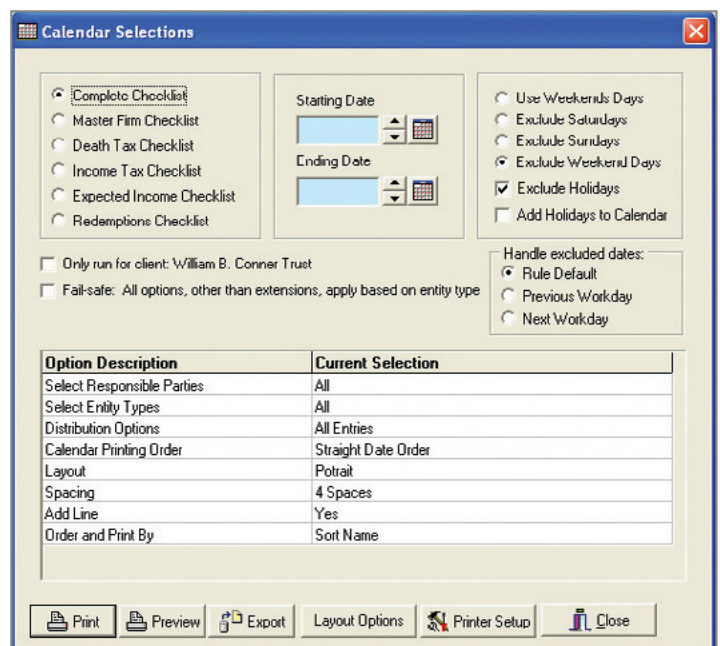 Calendar Selections
Complete Checklist
Master Firm Checklist
Death Tax Checklist
Income Tax Checklist
Expected Income Checklist
Redemptions Checklist
Starting Date
Ending Date
Use Weekends Days
Exclude Saturdays
Exclude Sundays
Exclude Weekend Days
Exclude Holidays
Add Holidays to Calendar
Only run for client: William B. Conner Trust
Fail-safe: All options, other than extensions, apply based on entity type
Handle excluded dates:
Rule Default
Previous Workday
Next Workday
Option Description Current Selection
Select Responsible Parties All
Select Entity Types All
Distribution Options All Entries
Calendar Printing Order Straight Date Order
Layout Potrait
Spacing 4 Spaces
Add Line Yes
Order and Print By Sort Name
Print Preview Export Layout Options Printer Setup Close